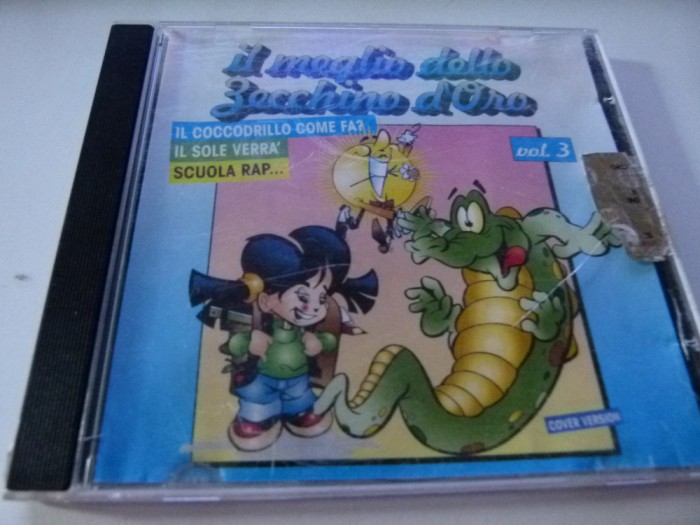 il meglio dello
Zecchino d'Oro
IL COCCODRILLO COME FA?
IL SOLE VERRA'
SCUOLA RAP...
vol. 3
COVER VERSION